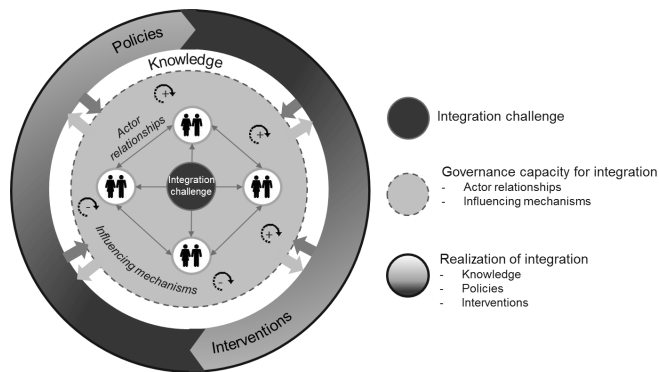 Policies
Knowledge
Actor
relationships
+
+
Integration
challenge
-
Influencing mechanisms
+
-
Interventions
Integration challenge
Governance capacity for integration
- Actor relationships
- Influencing mechanisms
Realization of integration
- Knowledge
- Policies
- Interventions